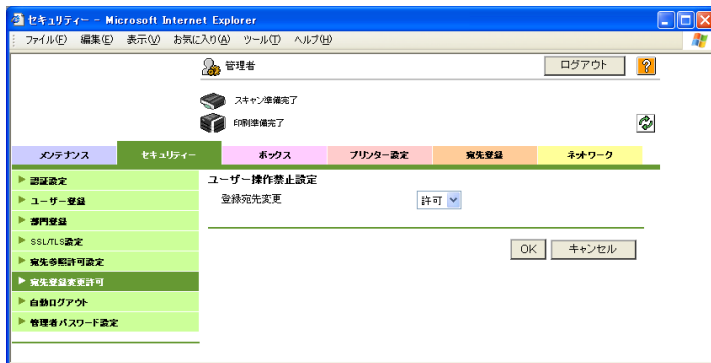 セキュリティー - Microsoft Internet Explorer
ファイル(F) 編集(E) 表示(V) お気に入り(A) ツール(T) ヘルプ(H)
管理者 ログアウト ?
スキャン準備完了
印刷準備完了
メンテナンス セキュリティー ボックス プリンター設定 宛先登録 ネットワーク
認証設定
ユーザー登録
部門登録
SSL/TLS設定
宛先参照許可設定
宛先登録変更許可
自動ログアウト
管理者パスワード設定
ユーザー操作禁止設定
登録宛先変更 許可
OK キャンセル